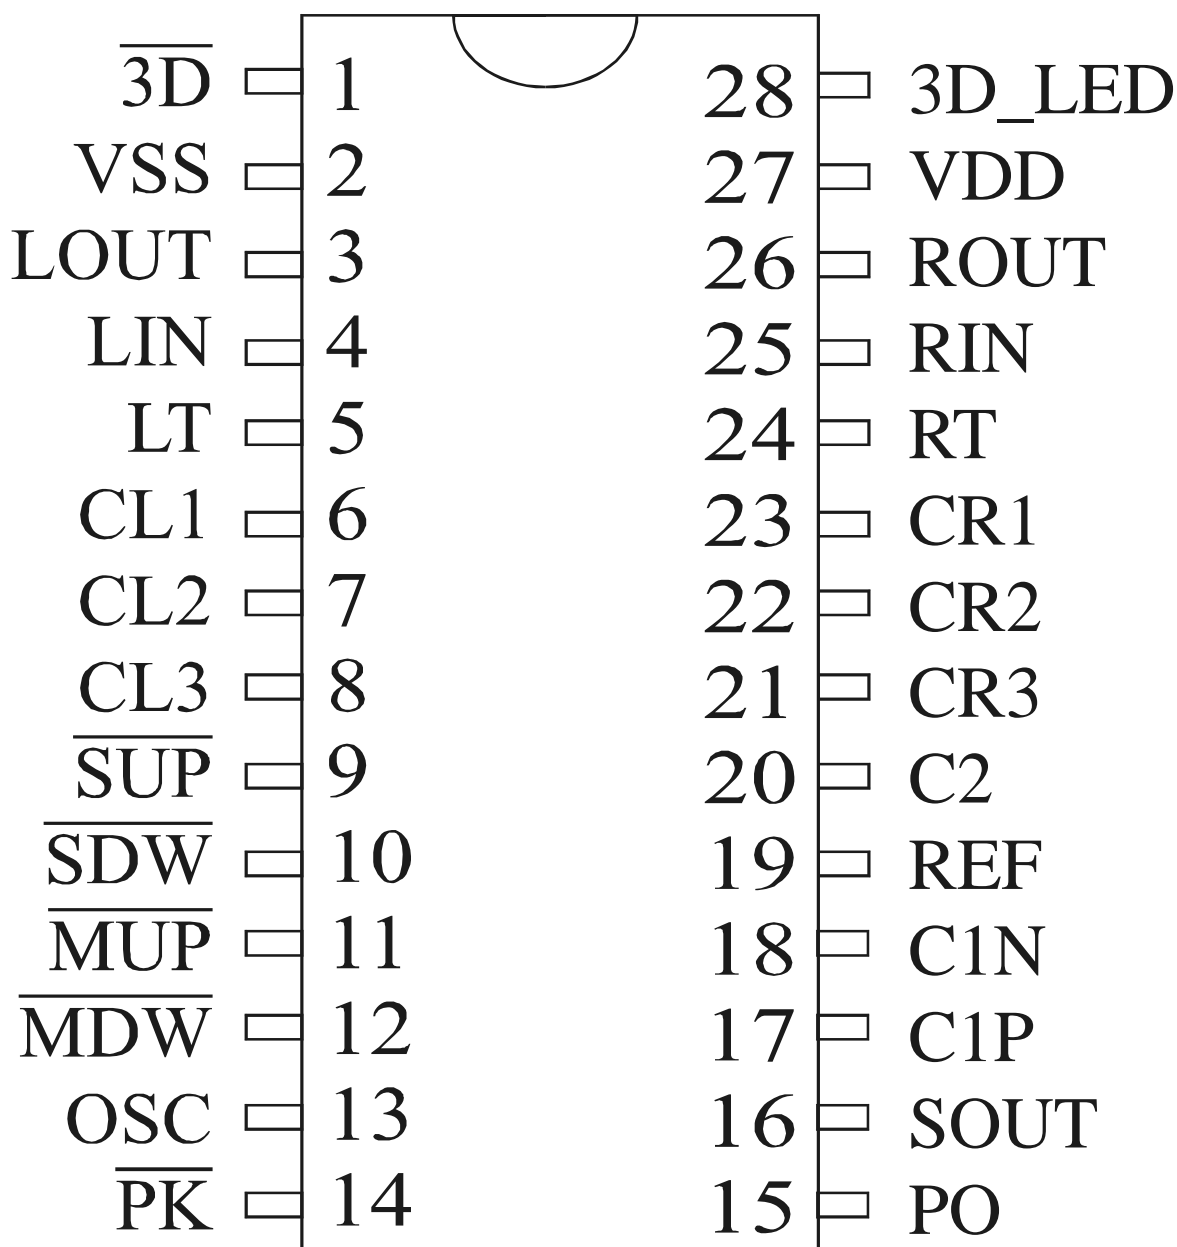 3D 1 28 3D_LED
VSS 2 27 VDD
LOUT 3 26 ROUT
LIN 4 25 RIN
LT 5 24 RT
CL1 6 23 CR1
CL2 7 22 CR2
CL3 8 21 CR3
SUP 9 20 C2
SDW 10 19 REF
MUP 11 18 C1N
MDW 12 17 C1P
OSC 13 16 SOUT
PK 14 15 PO